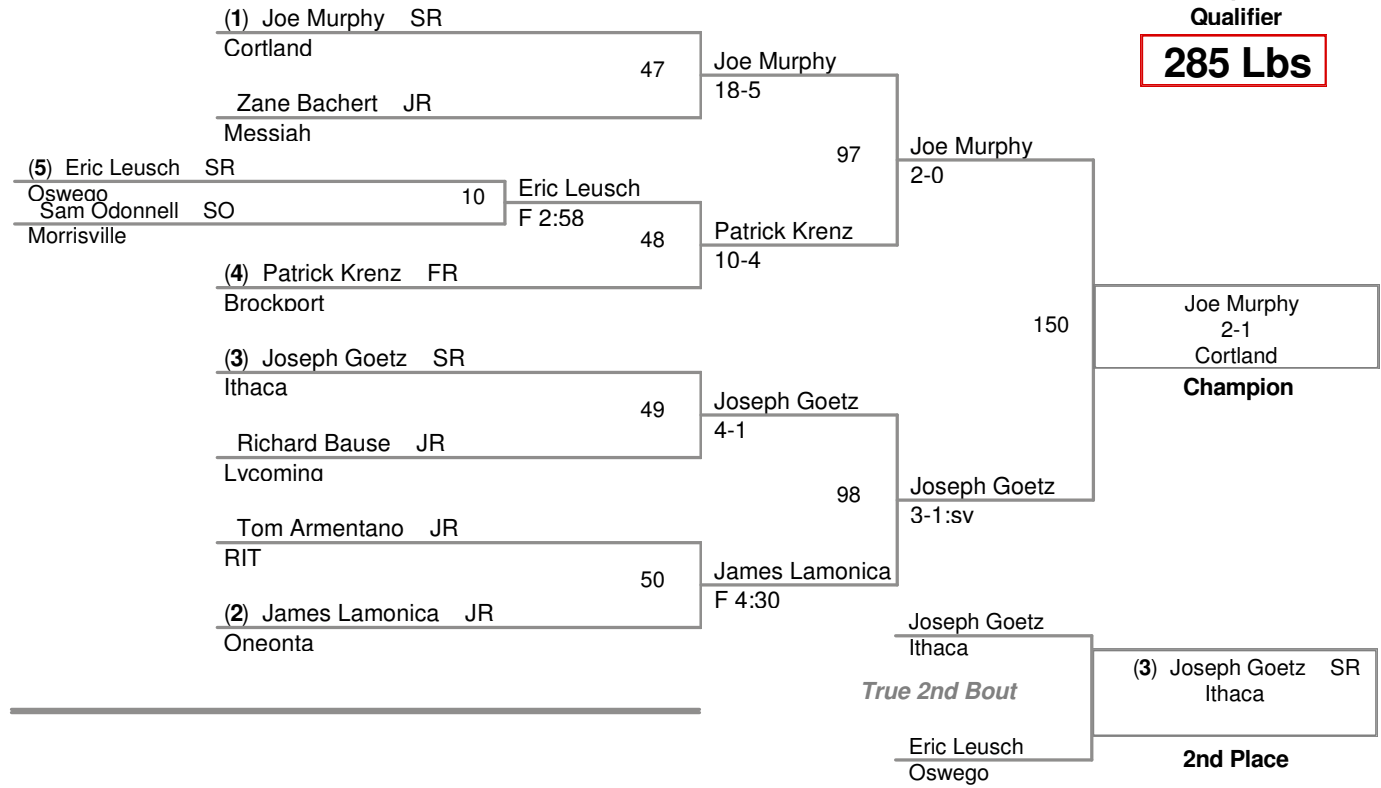 (1) Joe Murphy SR
Cortland
47
Zane Bachert JR
Messiah
(5) Eric Leusch SR
Oswego
10
Sam Odonnell SO
Morrisville
Eric Leusch
F 2:58
48
(4) Patrick Krenz FR
Brockport
(3) Joseph Goetz SR
Ithaca
49
Richard Bause JR
Lycoming
Tom Armentano JR
RIT
50
(2) James Lamonica JR
Oneonta
Joe Murphy
18-5
97
Patrick Krenz
10-4
Joseph Goetz
4-1
98
James Lamonica
F 4:30
Joe Murphy
2-0
150
Joseph Goetz
3-1:sv
Qualifier
285 Lbs
Joe Murphy
2-1
Cortland
Champion
Joseph Goetz
Ithaca
True 2nd Bout
Eric Leusch
Oswego
(3) Joseph Goetz SR
Ithaca
2nd Place